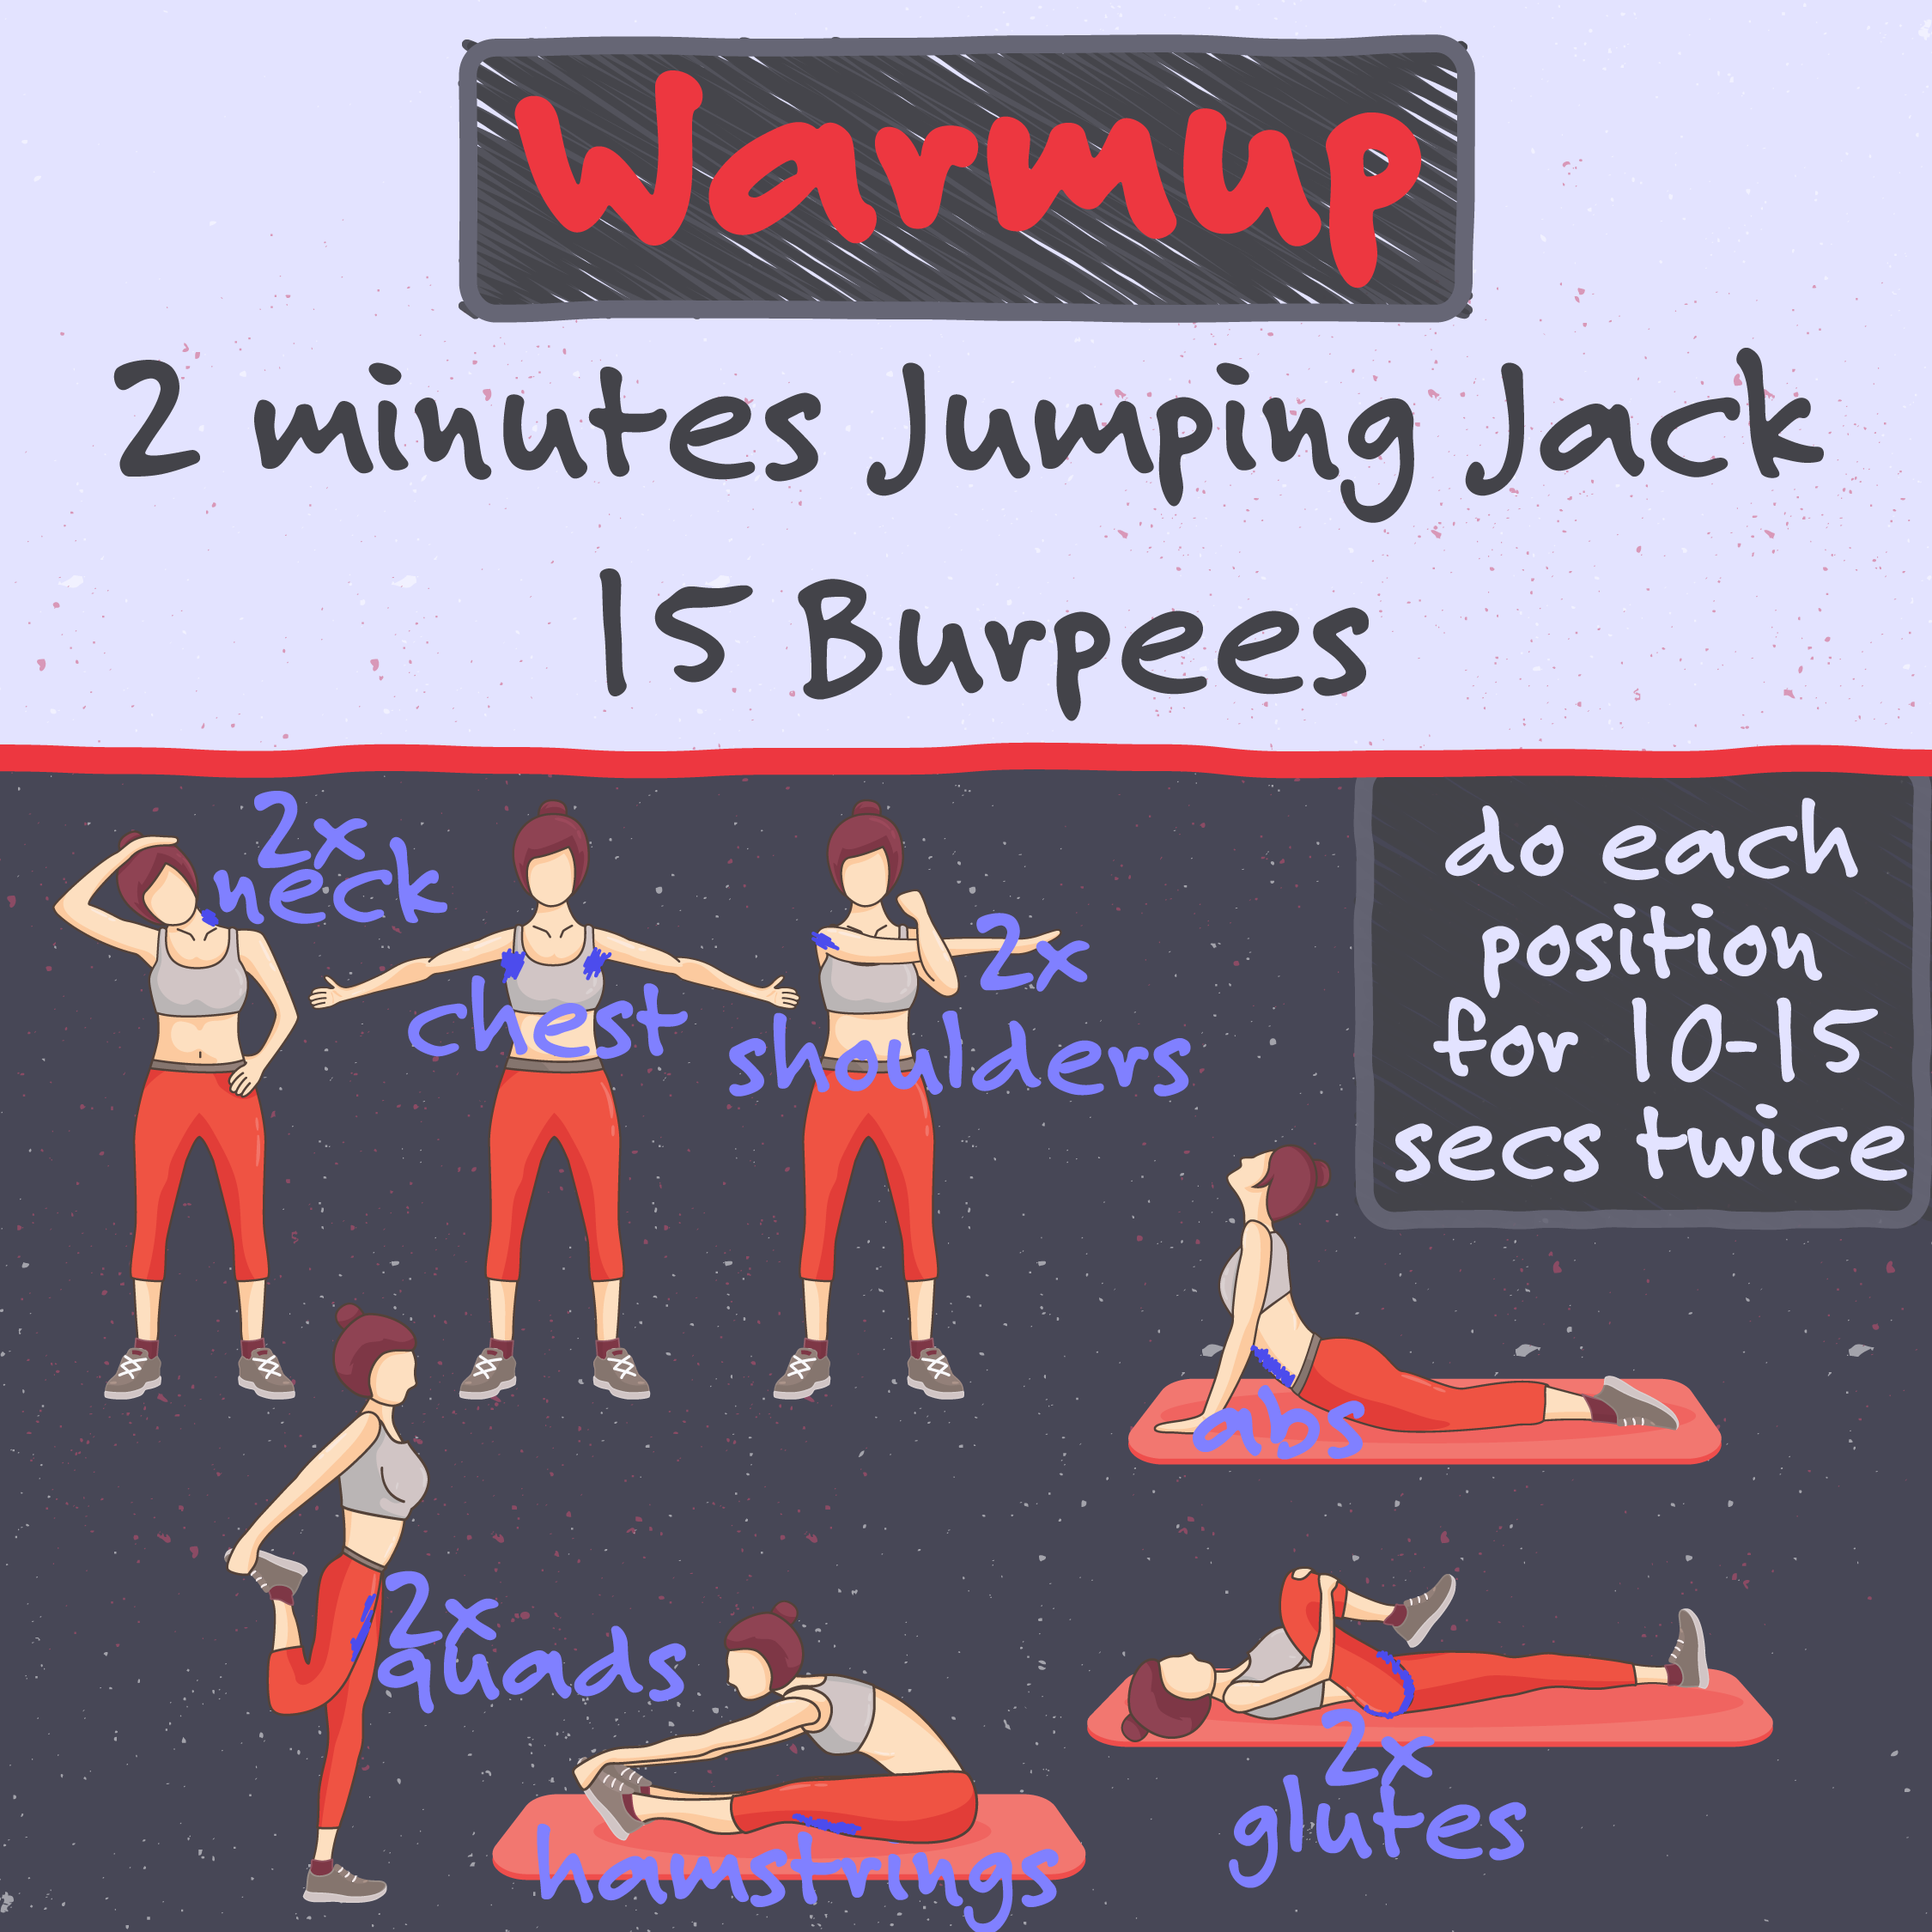 Warmup
2 minutes Jumping Jack
15 Burpees
2x
neck
chest
2x
shoulders
do each
position
for 10-15
secs twice
abs
2x
quads
hamstrings
2x
glutes